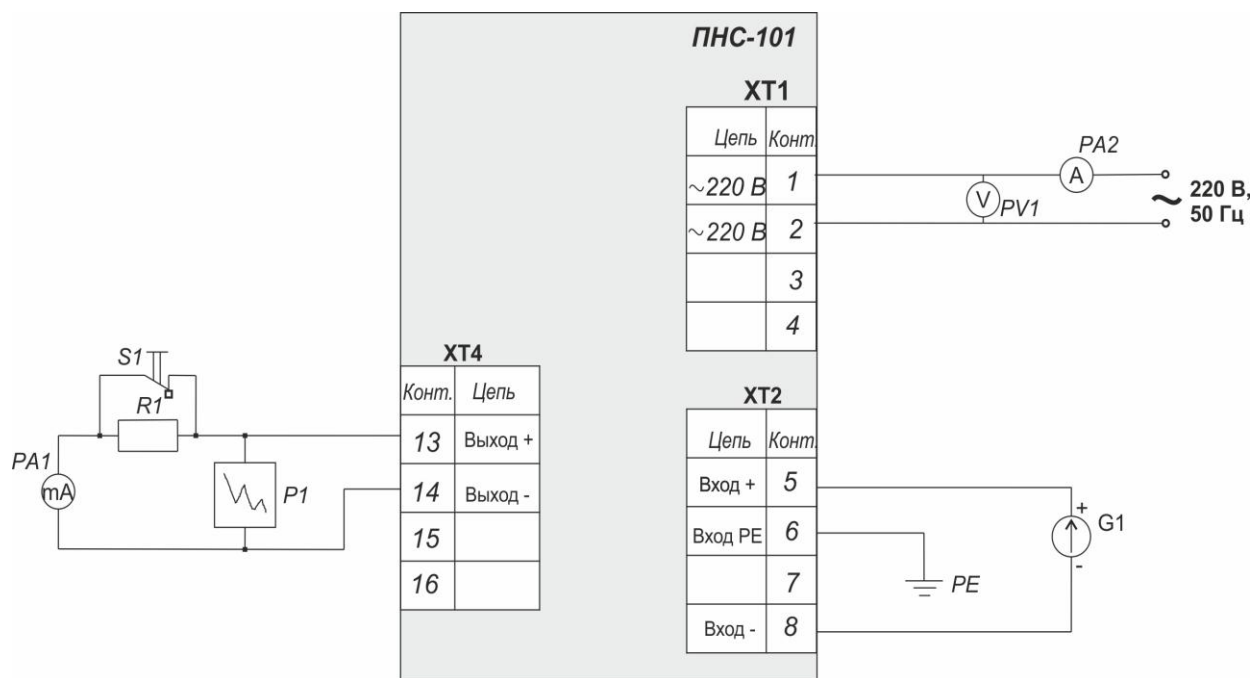 ПНС-101
XT1
Цепь Конт.
~220 В 1
PA2
A
~220 В 2
V
PV1
~ 220 В,
50 Гц
3
4
S1
R1
PA1
mA
P1
XT4
Конт. Цепь
13 Выход +
14 Выход -
15
16
XT2
Цепь Конт.
Вход + 5
Вход PE 6
7
Вход - 8
PE
+
G1
-